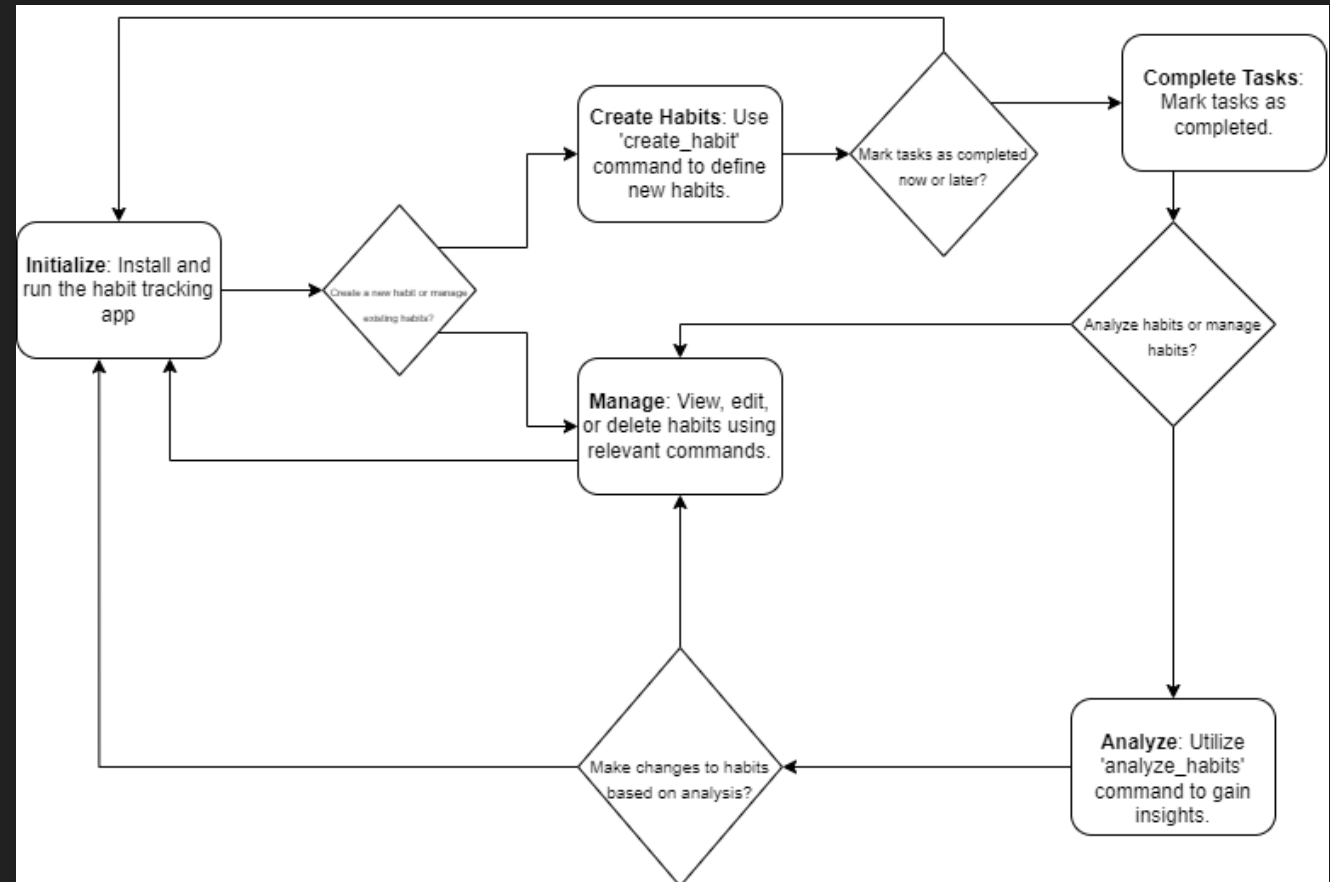 Complete Tasks:
Mark tasks as
completed.
Create Habits: Use
'create_habit'
command to define
new habits.
Mark tasks as completed
now or later?
Initialize: Install and
run the habit tracking
app
Create a new habit or manage
existing habits?
Analyze habits or manage
habits?
Manage: View, edit,
or delete habits using
relevant commands.
Analyze: Utilize
'analyze_habits'
command to gain
insights.
Make changes to habits
based on analysis?